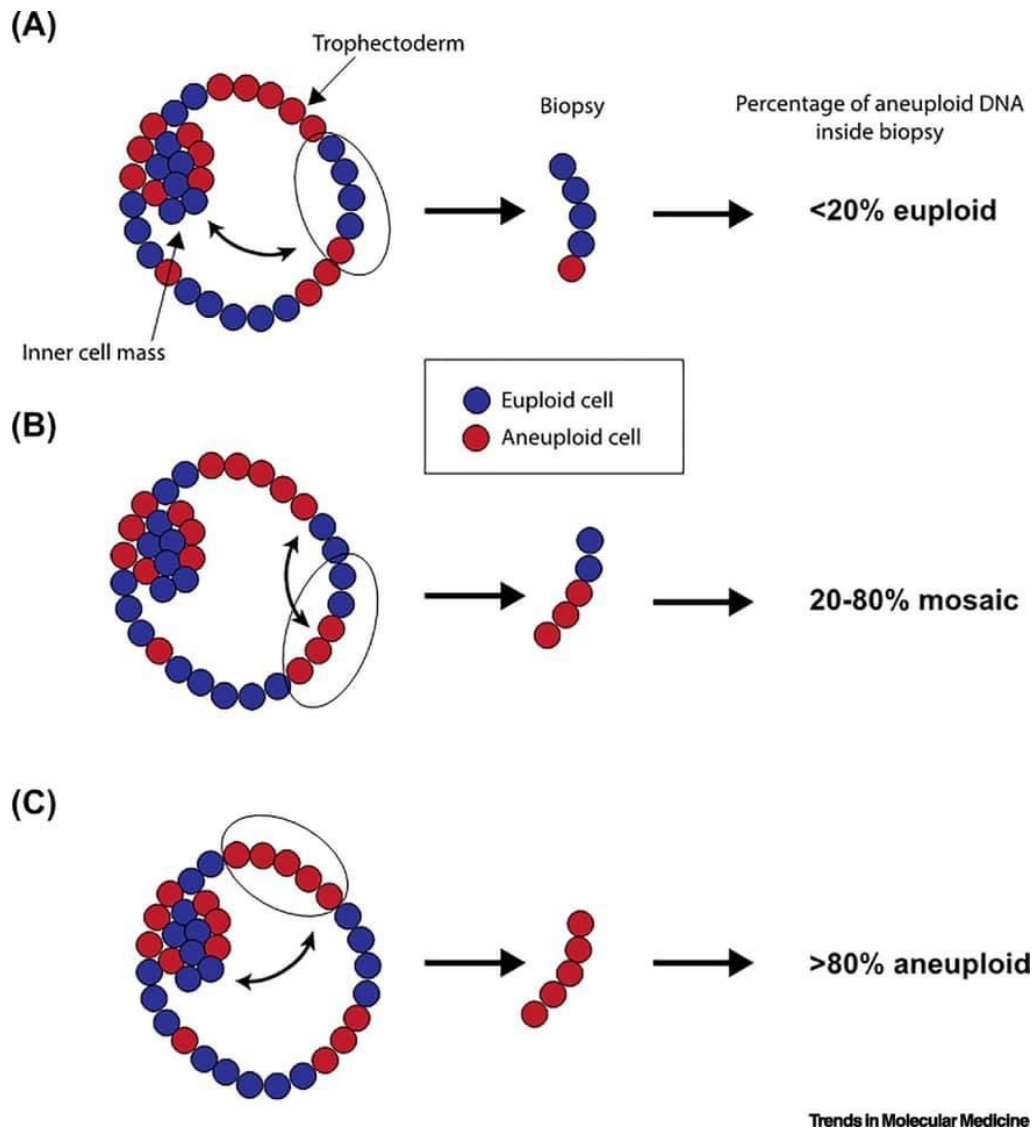 (A)
Trophectoderm
Biopsy
Percentage of aneuploid DNA
inside biopsy
<20% euploid
Inner cell mass
Euploid cell
Aneuploid cell
(B)
20-80% mosaic
(C)
>80% aneuploid
Trends in Molecular Medicine